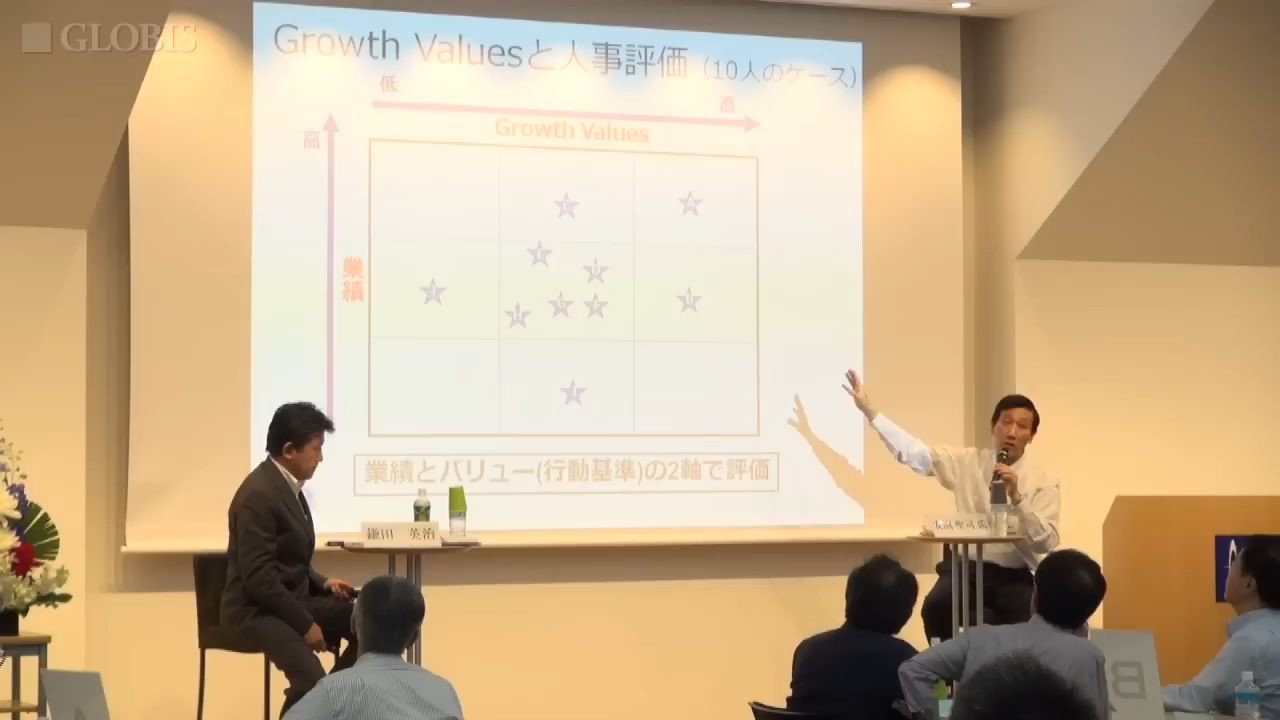 GLOBIS
Growth Valuesと人事評価（10人のケース）
低
高
Growth Values
高
業績
業績とバリュー(行動基準)の2軸で評価
鎌田 英治
B